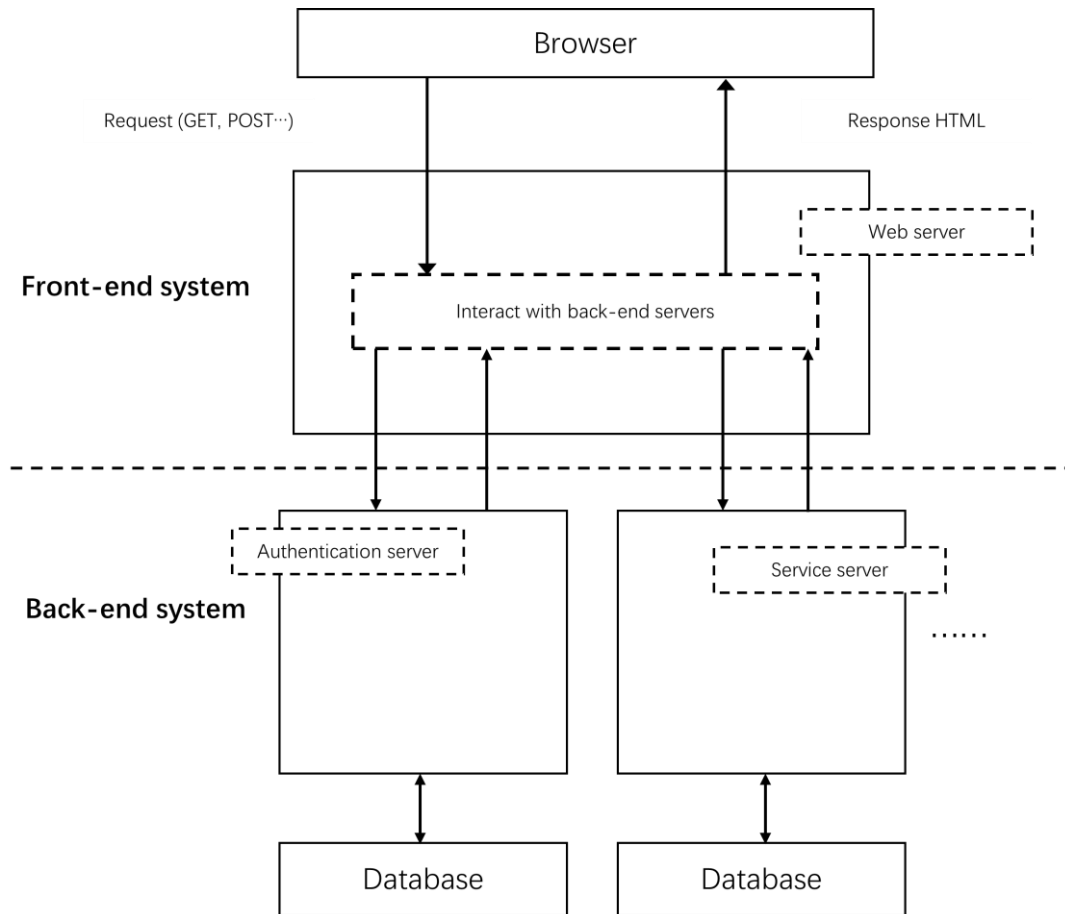 Browser
Request (GET, POST…)
Response HTML
Web server
Front-end system
Interact with back-end servers
Authentication server
Service server
Back-end system
……
Database
Database